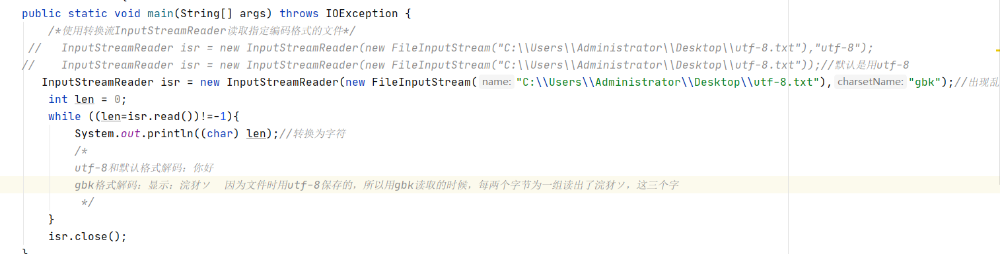 public static void main(String[] args) throws IOException {
/*使用转换流InputStreamReader读取指定编码格式的文件*/
//   InputStreamReader isr = new InputStreamReader(new FileInputStream("C:\\Users\\Administrator\\Desktop\\utf-8.txt"),"utf-8");
//    InputStreamReader isr = new InputStreamReader(new FileInputStream("C:\\Users\\Administrator\\Desktop\\utf-8.txt"));//默认是用utf-8
InputStreamReader isr = new InputStreamReader(new FileInputStream( name: "C:\\Users\\Administrator\\Desktop\\utf-8.txt"), charsetName: "gbk");//出现乱
int len = 0;
while ((len=isr.read())!=-1){
System.out.println((char) len);//转换为字符
/*
utf-8和默认格式解码：你好
gbk格式解码：显示：浣犲ソ  因为文件时用utf-8保存的，所以用gbk读取的时候，每两个字节为一组读出了浣犲ソ，这三个字
*/
}
isr.close();
}